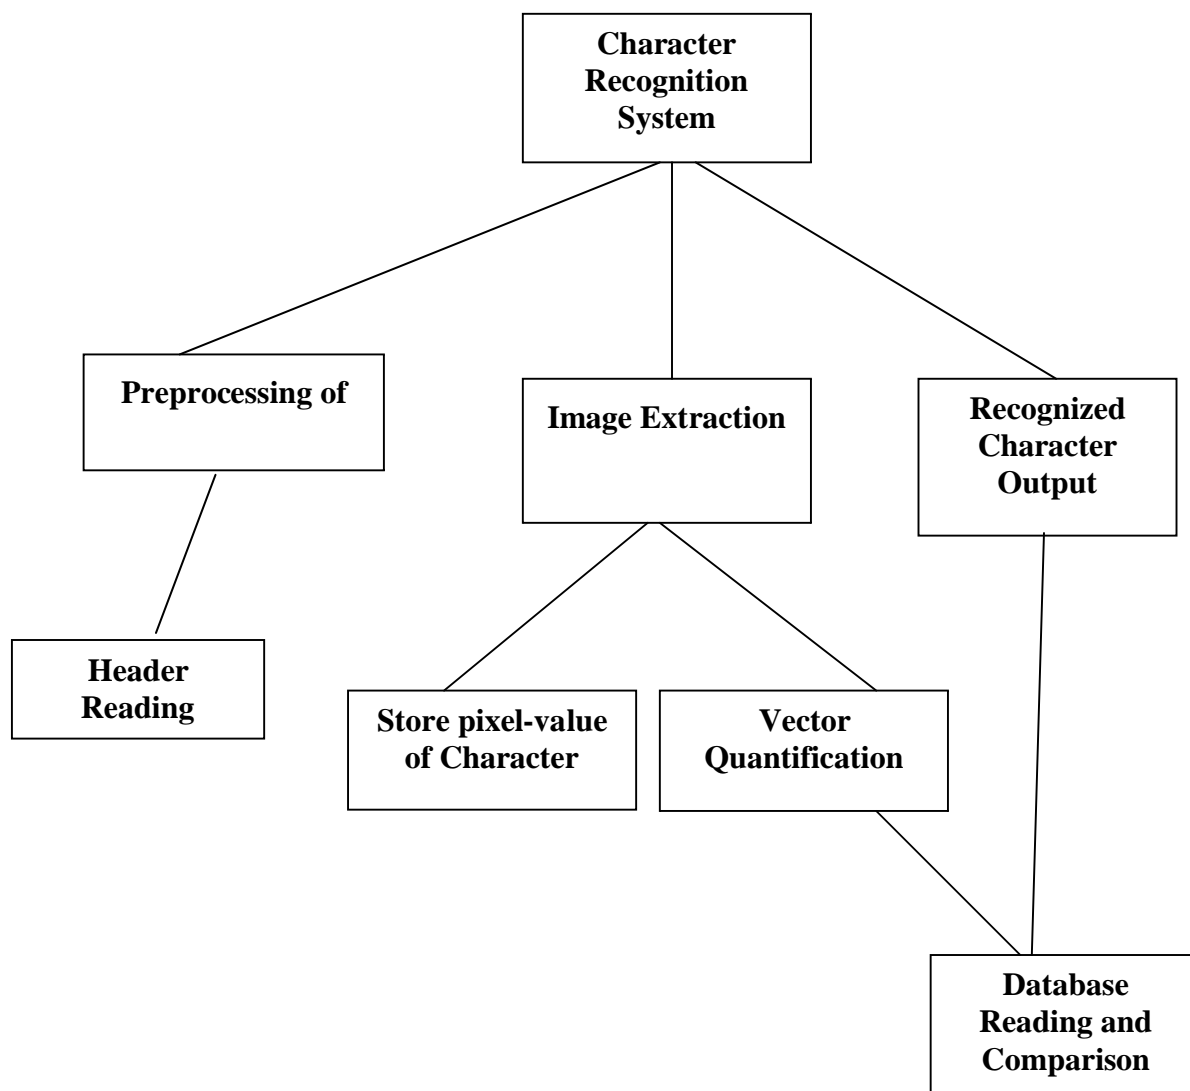 Character
Recognition
System
Preprocessing of
Image Extraction
Recognized
Character
Output
Header
Reading
Store pixel-value
of Character
Vector
Quantification
Database
Reading and
Comparison